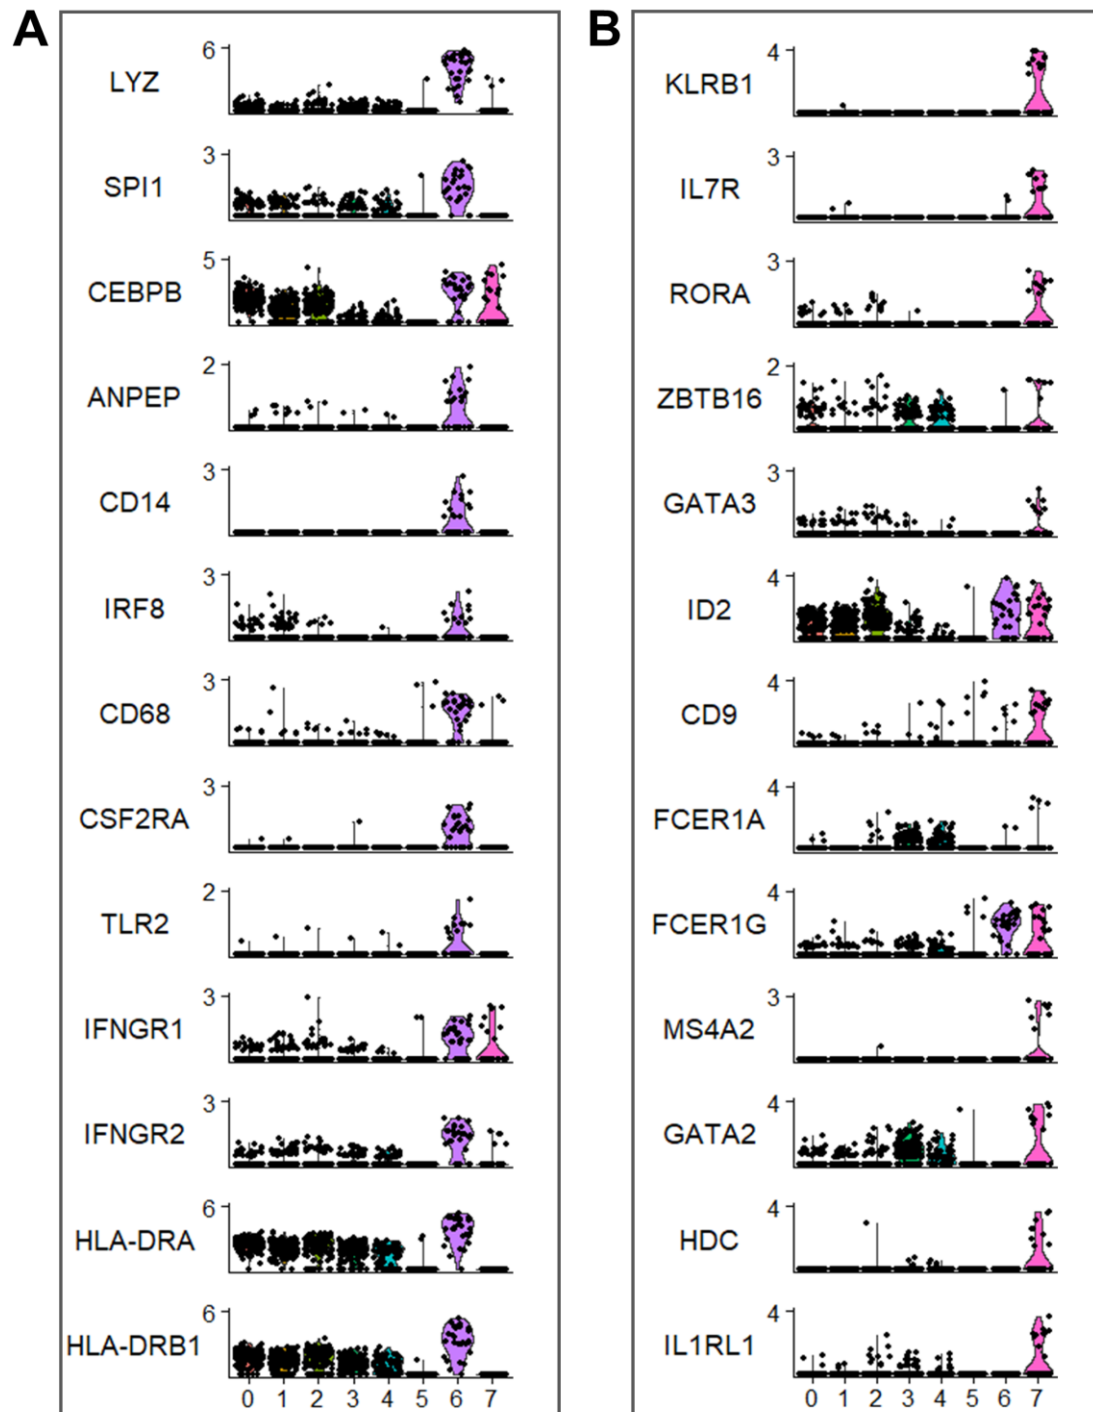 A
6
LYZ
3
SPI1
5
CEBPB
2
ANPEP
3
CD14
3
IRF8
3
CD68
3
CSF2RA
2
TLR2
3
IFNGR1
3
IFNGR2
6
HLA-DRA
6
HLA-DRB1
0 1 2 3 4 5 6 7
B
4
KLRB1
3
IL7R
3
RORA
2
ZBTB16
3
GATA3
4
ID2
4
CD9
4
FCER1A
4
FCER1G
3
MS4A2
4
GATA2
4
HDC
4
IL1RL1
0 1 2 3 4 5 6 7